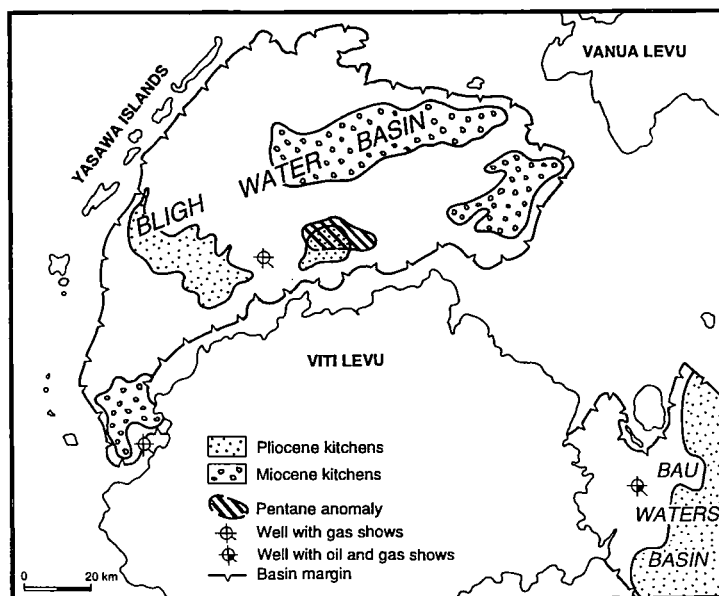 VANUA LEVU
YASAWA ISLANDS
BLIGH WATER BASIN
VITI LEVU
Pliocene kitchens
Miocene kitchens
Pentane anomaly
Well with gas shows
Well with oil and gas shows
Basin margin
0 20 km
BAU
WATERS
BASIN